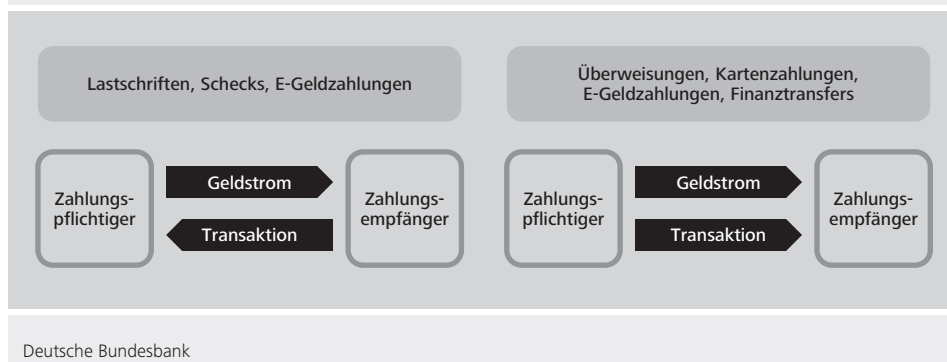 Lastschriften, Schecks, E-Geldzahlungen
Zahlungs-
pflichtiger
Geldstrom
Transaktion
Zahlungs-
empfänger
Überweisungen, Kartenzahlungen,
E-Geldzahlungen, Finanztransfers
Zahlungs-
pflichtiger
Geldstrom
Transaktion
Zahlungs-
empfänger
Deutsche Bundesbank